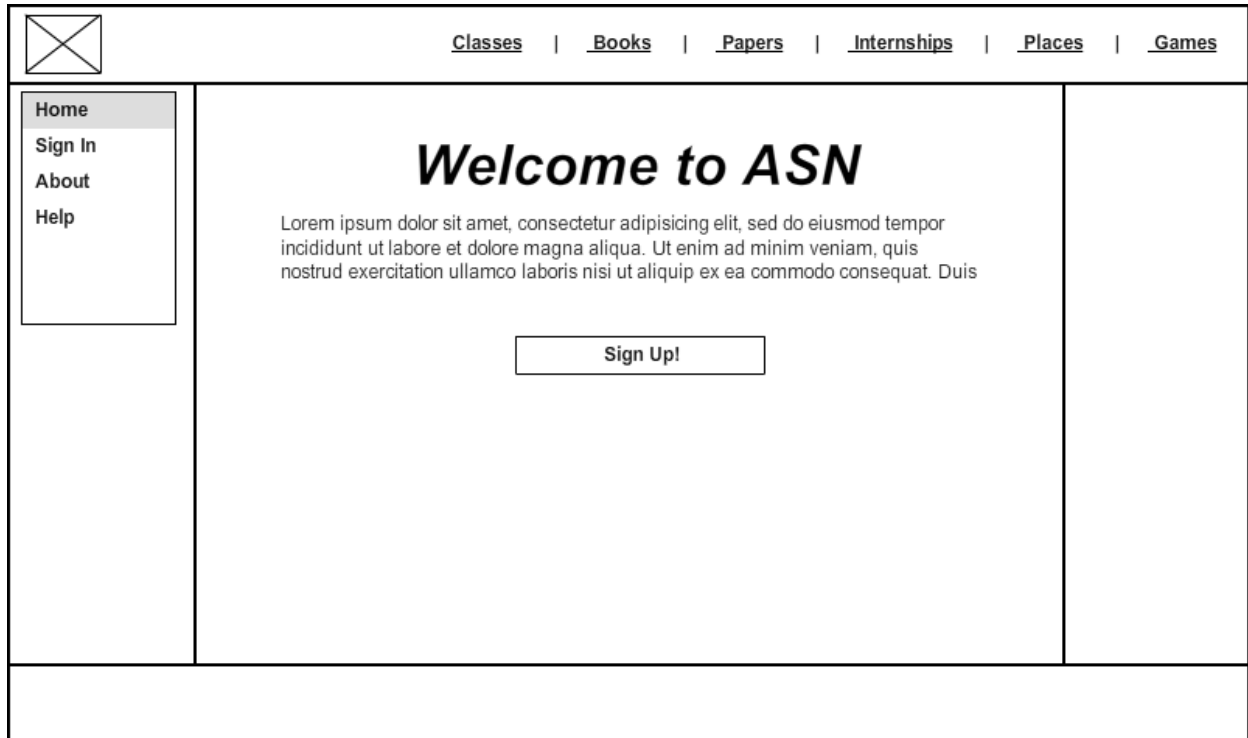 Classes | Books | Papers | Internships | Places | Games
Home
Sign In
About
Help
Welcome to ASN
Lorem ipsum dolor sit amet, consectetur adipisicing elit, sed do eiusmod tempor
incididunt ut labore et dolore magna aliqua. Ut enim ad minim veniam, quis
nostrud exercitation ullamco laboris nisi ut aliquip ex ea commodo consequat. Duis
Sign Up!